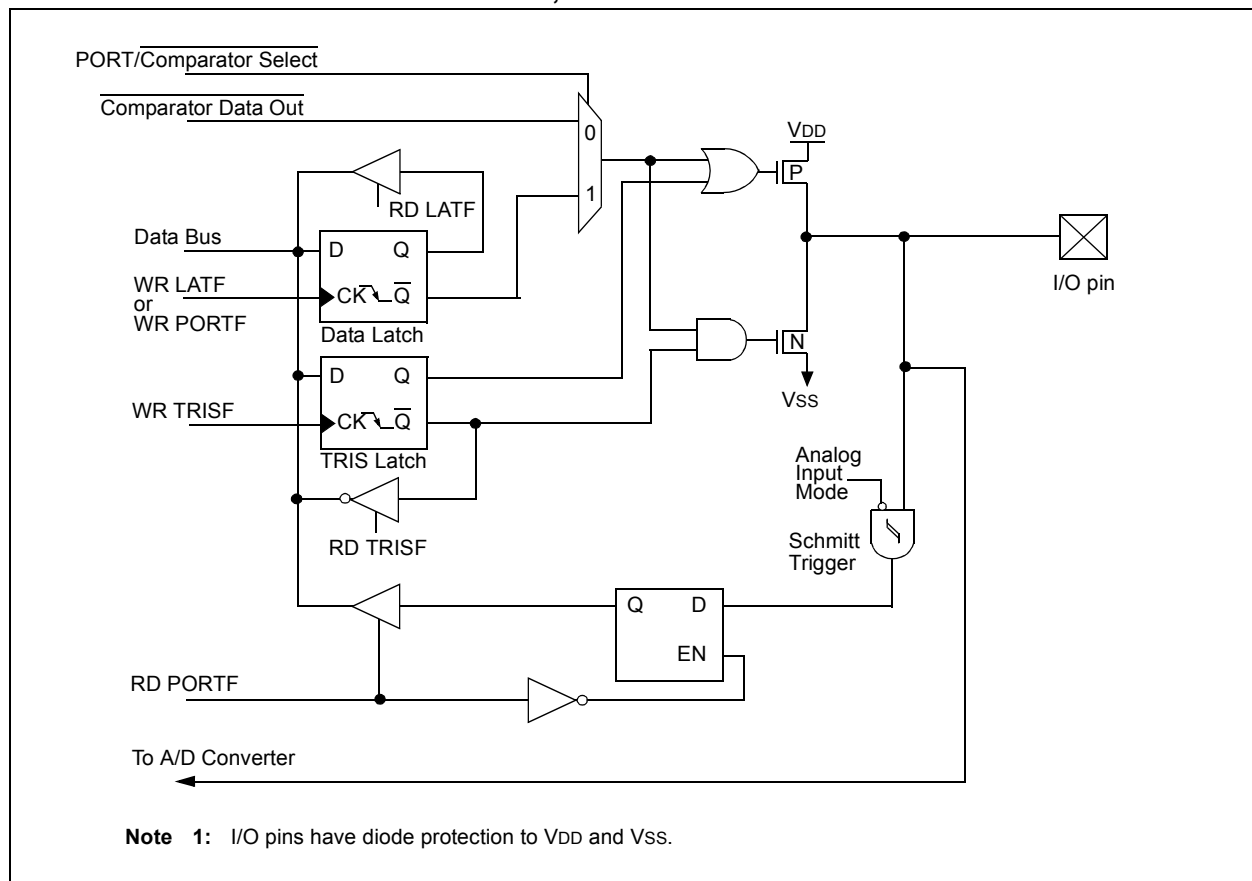 PORT/Comparator Select
Comparator Data Out
0
1
VDD
P
RD LATF
Data Bus
D Q
WR LATF
or
WR PORTF
CK Q
Data Latch
I/O pin
N
VSS
D Q
WR TRISF
CK Q
TRIS Latch
RD TRISF
Analog
Input
Mode
Schmitt
Trigger
Q D
EN
RD PORTF
To A/D Converter
Note 1: I/O pins have diode protection to VDD and VSS.